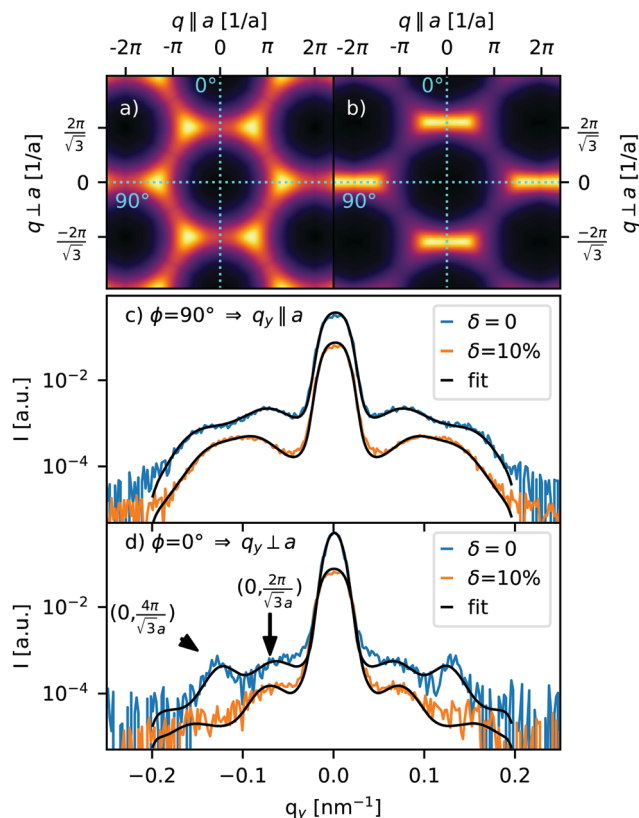 q ∥ a [1/a]
q ∥ a [1/a]
-2π -π 0 π -2π -π 0 π 2π
a) 0°
b) 0°
90°
90°
q ⊥ a [1/a]
2π/√3
0
-2π/√3
2π/√3
0
-2π/√3
q ⊥ a [1/a]
c) ϕ=90° ⇒ q_y ∥ a
δ = 0
δ=10%
fit
I [a.u.]
10⁻²
10⁻⁴
d) ϕ=0° ⇒ q_y ⊥ a
δ = 0
δ=10%
fit
(0,4π/√3a)
(0,2π/√3a)
I [a.u.]
10⁻²
10⁻⁴
−0.2 −0.1 0.0 0.1 0.2
q_y [nm⁻¹]